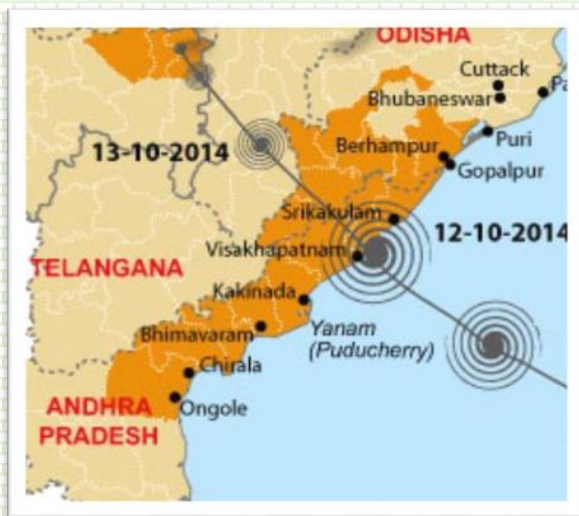 ODISHA
Cuttack
Bhubaneswar
Puri
13-10-2014
Berhampur
Gopalpur
Srikakulam
12-10-2014
Visakhapatnam
TELANGANA
Kakinada
Yanam
(Puducherry)
Bhimavaram
Chirala
ANDHRA
PRADESH
Ongole